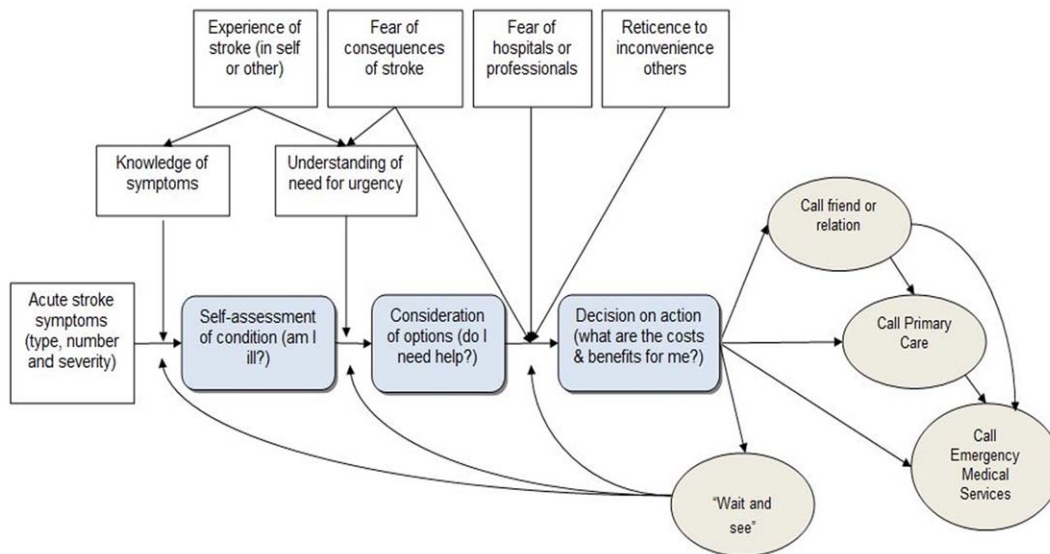 Experience of
stroke (in self
or other)
Fear of
consequences
of stroke
Fear of
hospitals or
professionals
Reticence to
inconvenience
others
Knowledge of
symptoms
Understanding of
need for urgency
Call friend or
relation
Acute stroke
symptoms
(type, number
and severity)
Self-assessment
of condition (am I
ill?)
Consideration
of options (do I
need help?)
Decision on action
(what are the costs
& benefits for me?)
Call Primary
Care
Call
Emergency
Medical
Services
"Wait and
see"